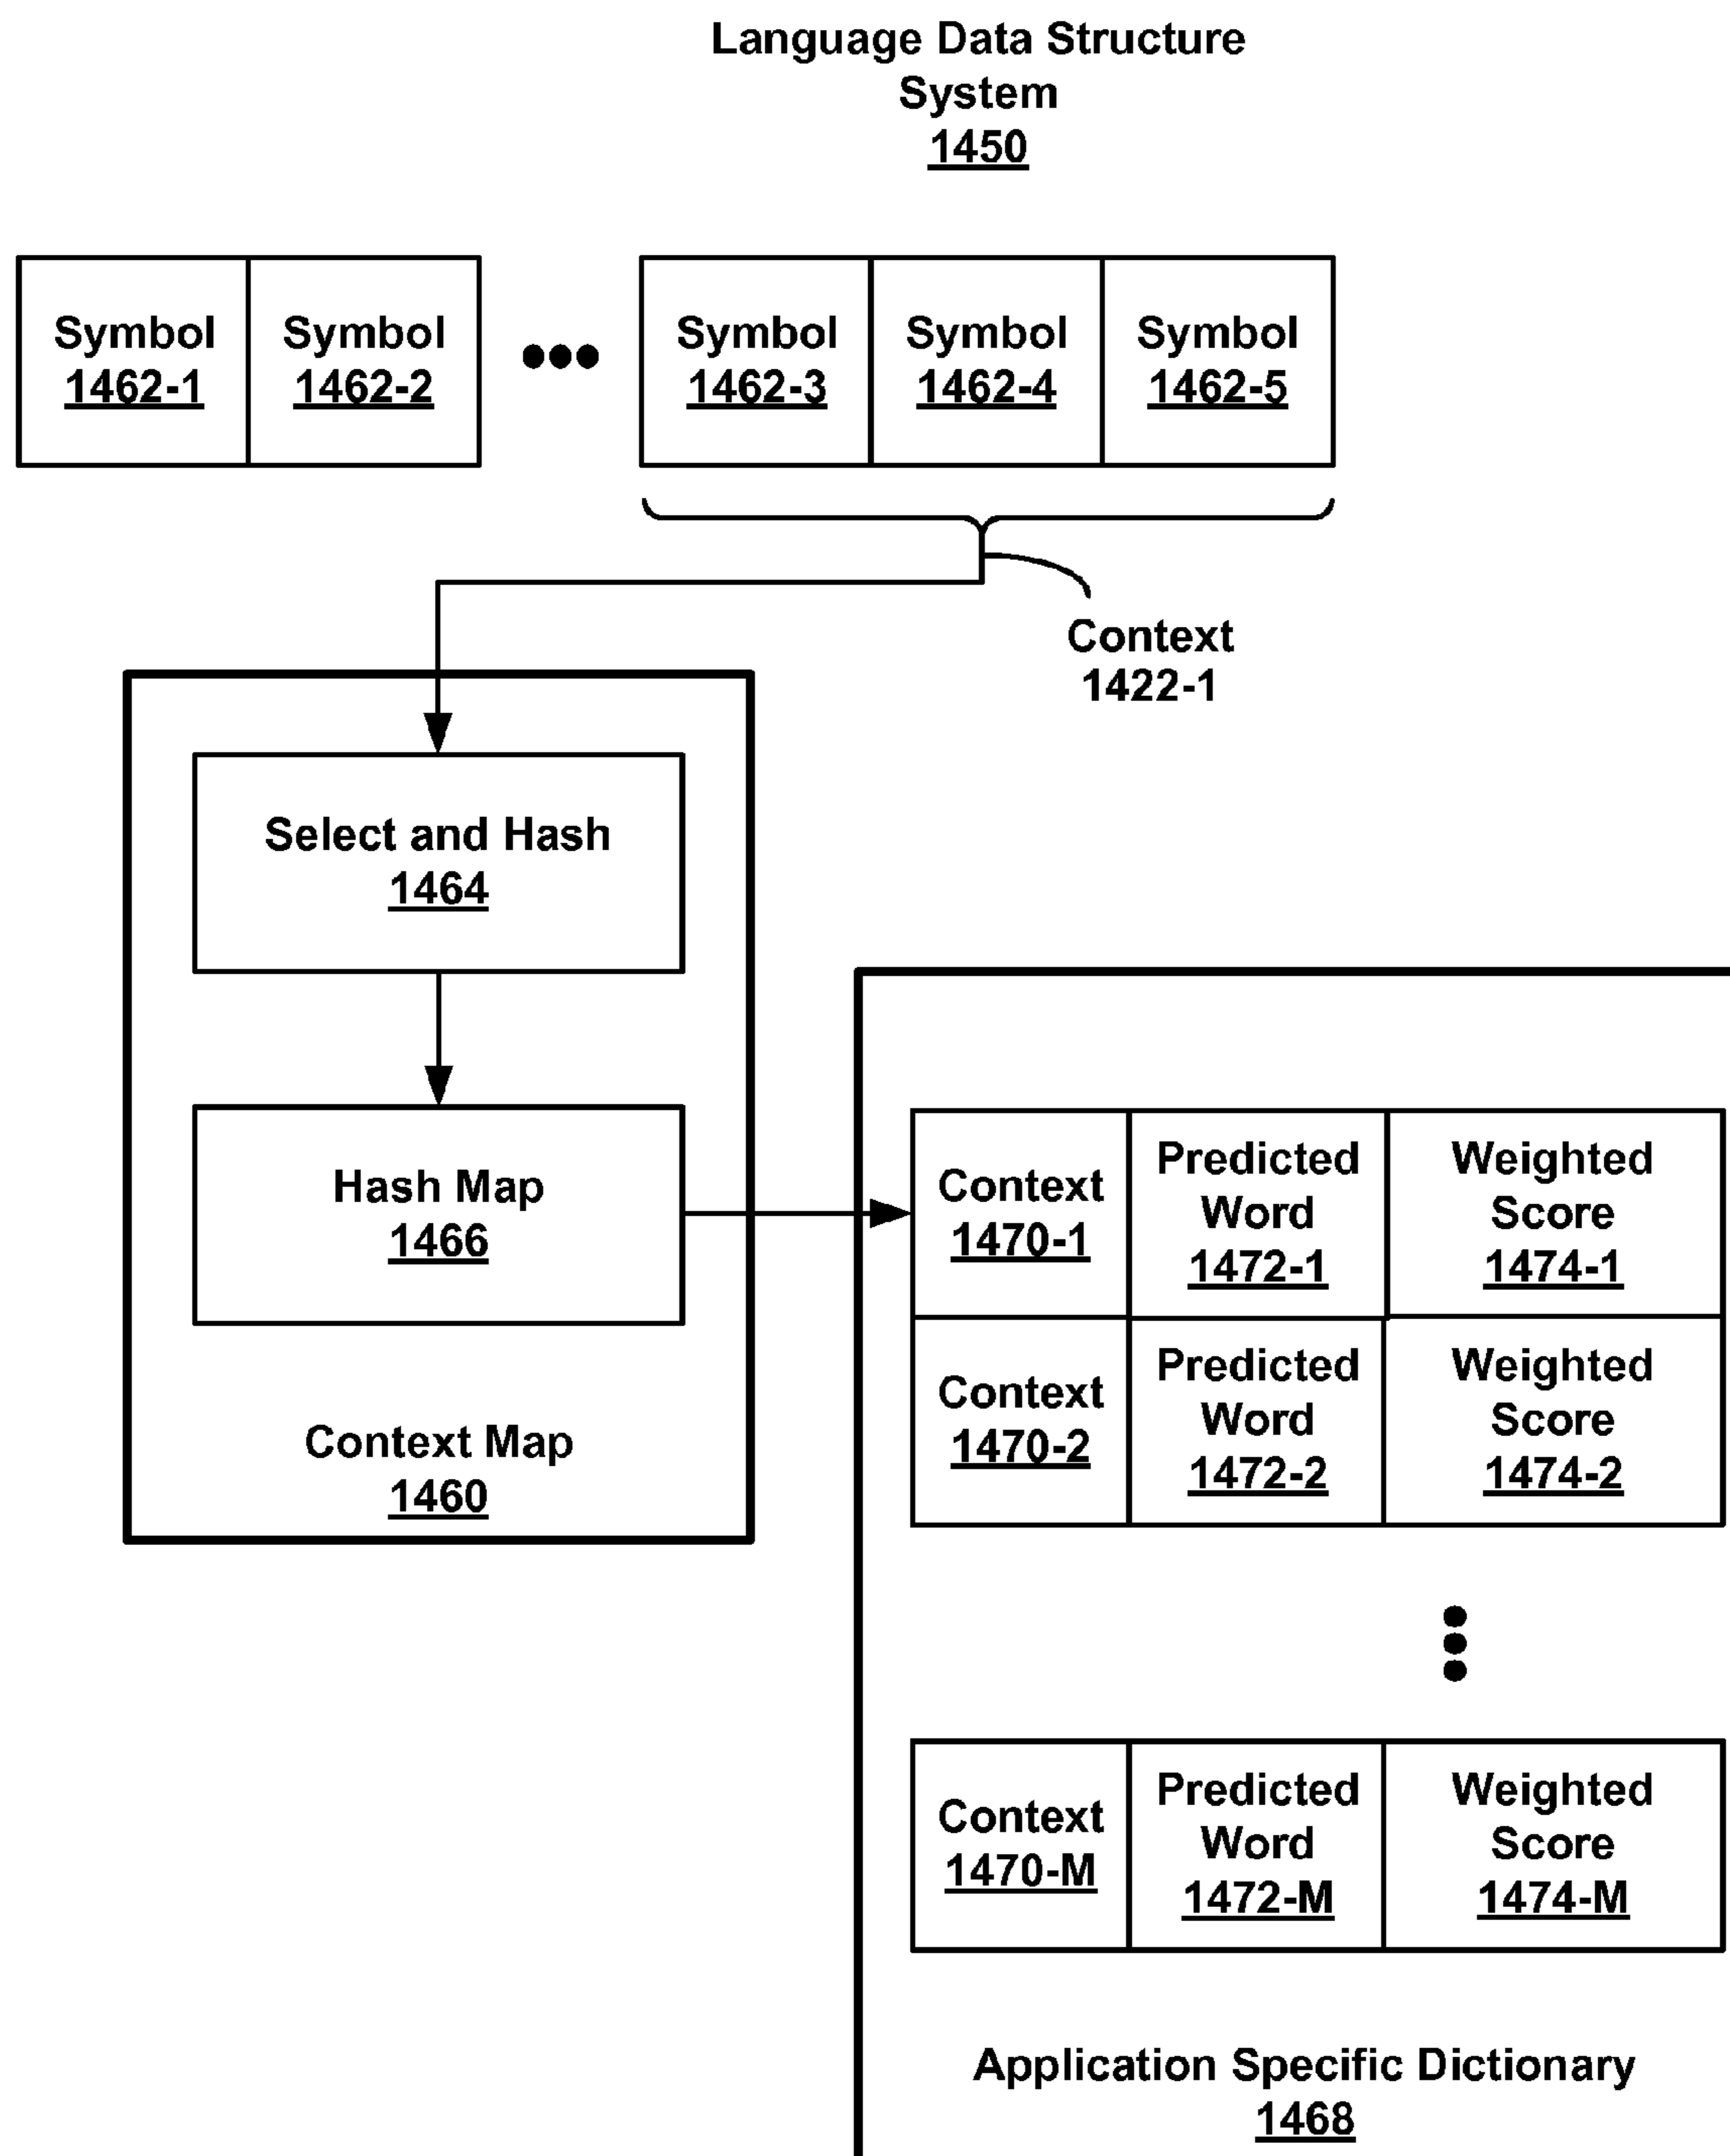 Language Data Structure
System
1450
Symbol
1462-1
Symbol
1462-2
Symbol
1462-3
Symbol
1462-4
Symbol
1462-5
Context
1422-1
Select and Hash
1464
Hash Map
1466
Context Map
1460
Context
1470-1
Predicted
Word
1472-1
Weighted
Score
1474-1
Context
1470-2
Predicted
Word
1472-2
Weighted
Score
1474-2
Context
1470-M
Predicted
Word
1472-M
Weighted
Score
1474-M
Application Specific Dictionary
1468